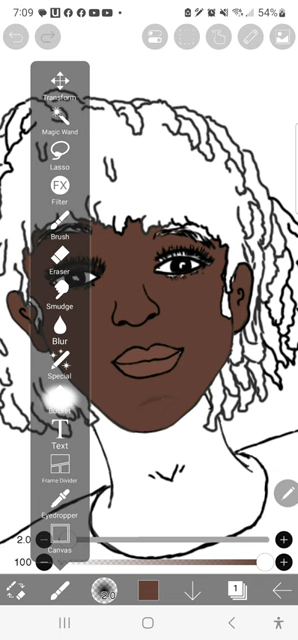 7:09
54%
Transform
Magic Wand
Lasso
FX
Filter
Brush
Eraser
Smudge
Blur
Special
Bucket
T
Text
Frame Divider
Eyedropper
Canvas
2.0
100
1